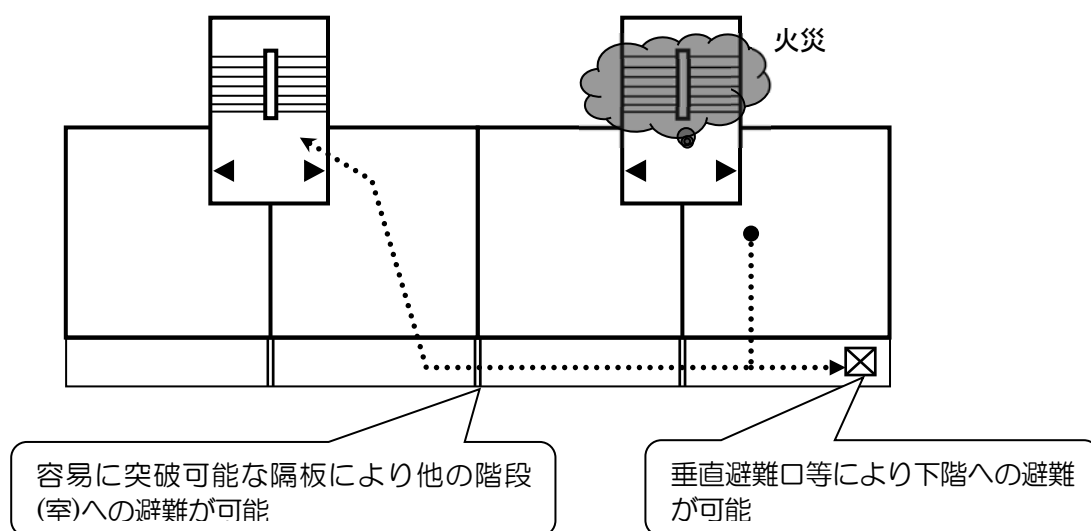 火災
容易に突破可能な隔板により他の階段
(室)への避難が可能
垂直避難口等により下階への避難
が可能